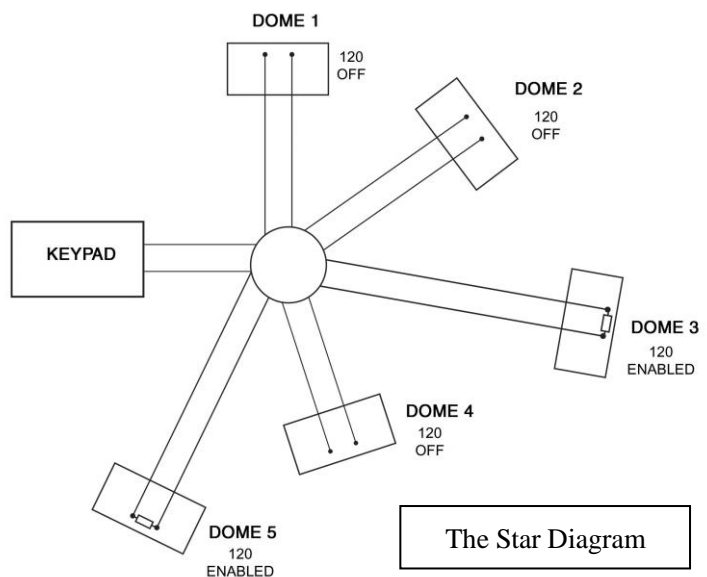 DOME 1
120
OFF
DOME 2
120
OFF
KEYPAD
DOME 3
120
ENABLED
DOME 4
120
OFF
DOME 5
120
ENABLED
The Star Diagram